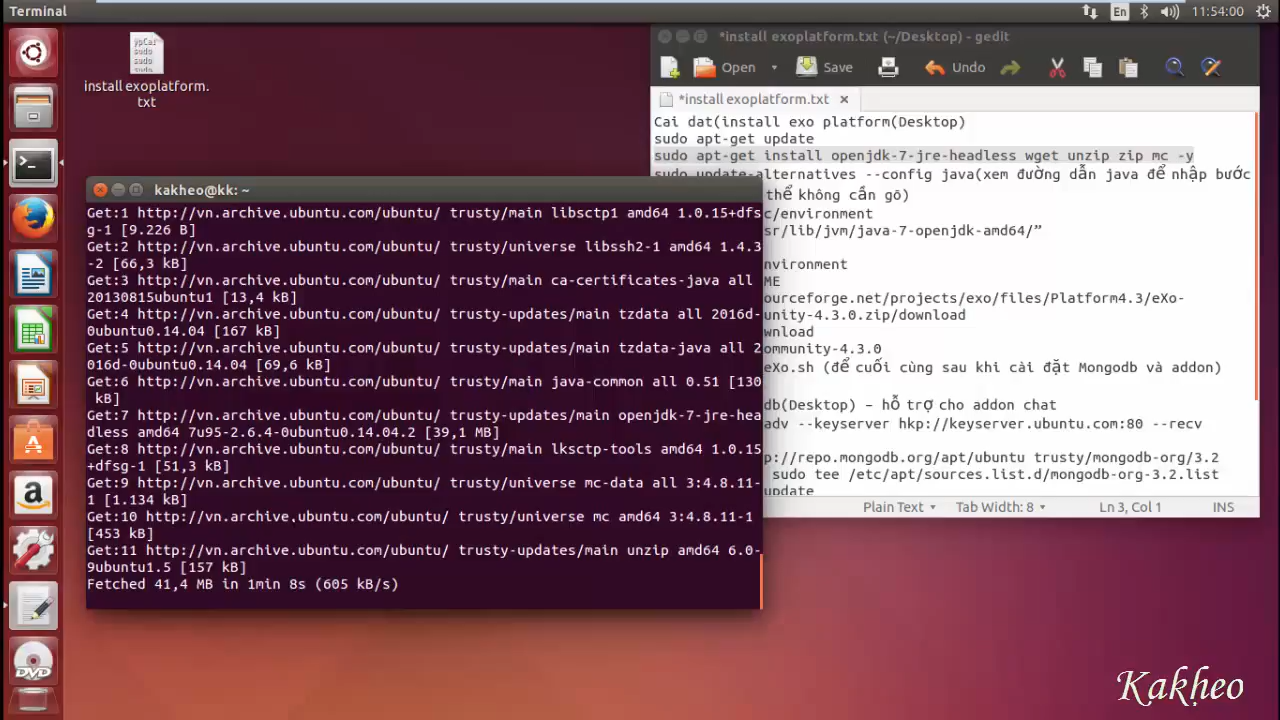 Terminal
En
11:54:00
install exoplatform.
txt
*install exoplatform.txt (~/Desktop) - gedit
Open
Save
Undo
*install exoplatform.txt
Cai dat(install exo platform(Desktop)
sudo apt-get update
sudo apt-get install openjdk-7-jre-headless wget unzip zip mc -y
sudo update-alternatives --config java(xem đường dẫn java để nhập bước
thể không cần gõ)
c/environment
sr/lib/jvm/java-7-openjdk-amd64/”
nvironment
ME
ourceforge.net/projects/exo/files/Platform4.3/eXo-
unity-4.3.0.zip/download
wnload
ommunity-4.3.0
eXo.sh (để cuối cùng sau khi cài đặt Mongodb và addon)
db(Desktop) – hỗ trợ cho addon chat
adv --keyserver hkp://keyserver.ubuntu.com:80 --recv
p://repo.mongodb.org/apt/ubuntu trusty/mongodb-org/3.2
sudo tee /etc/apt/sources.list.d/mongodb-org-3.2.list
update
Plain Text
Tab Width: 8
Ln 3, Col 1
INS
kakheo@kk: ~
Get:1 http://vn.archive.ubuntu.com/ubuntu/ trusty/main libsctp1 amd64 1.0.15+dfs
g-1 [9.226 B]
Get:2 http://vn.archive.ubuntu.com/ubuntu/ trusty/universe libssh2-1 amd64 1.4.3
-2 [66,3 kB]
Get:3 http://vn.archive.ubuntu.com/ubuntu/ trusty/main ca-certificates-java all
20130815ubuntu1 [13,4 kB]
Get:4 http://vn.archive.ubuntu.com/ubuntu/ trusty-updates/main tzdata all 2016d-
0ubuntu0.14.04 [167 kB]
Get:5 http://vn.archive.ubuntu.com/ubuntu/ trusty-updates/main tzdata-java all 2
016d-0ubuntu0.14.04 [69,6 kB]
Get:6 http://vn.archive.ubuntu.com/ubuntu/ trusty/main java-common all 0.51 [130
kB]
Get:7 http://vn.archive.ubuntu.com/ubuntu/ trusty-updates/main openjdk-7-jre-hea
dless amd64 7u95-2.6.4-0ubuntu0.14.04.2 [39,1 MB]
Get:8 http://vn.archive.ubuntu.com/ubuntu/ trusty/main lksctp-tools amd64 1.0.15
+dfsg-1 [51,3 kB]
Get:9 http://vn.archive.ubuntu.com/ubuntu/ trusty/universe mc-data all 3:4.8.11-
1 [1.134 kB]
Get:10 http://vn.archive.ubuntu.com/ubuntu/ trusty/universe mc amd64 3:4.8.11-1
[453 kB]
Get:11 http://vn.archive.ubuntu.com/ubuntu/ trusty-updates/main unzip amd64 6.0-
9ubuntu1.5 [157 kB]
Fetched 41,4 MB in 1min 8s (605 kB/s)
DVD
Kakheo